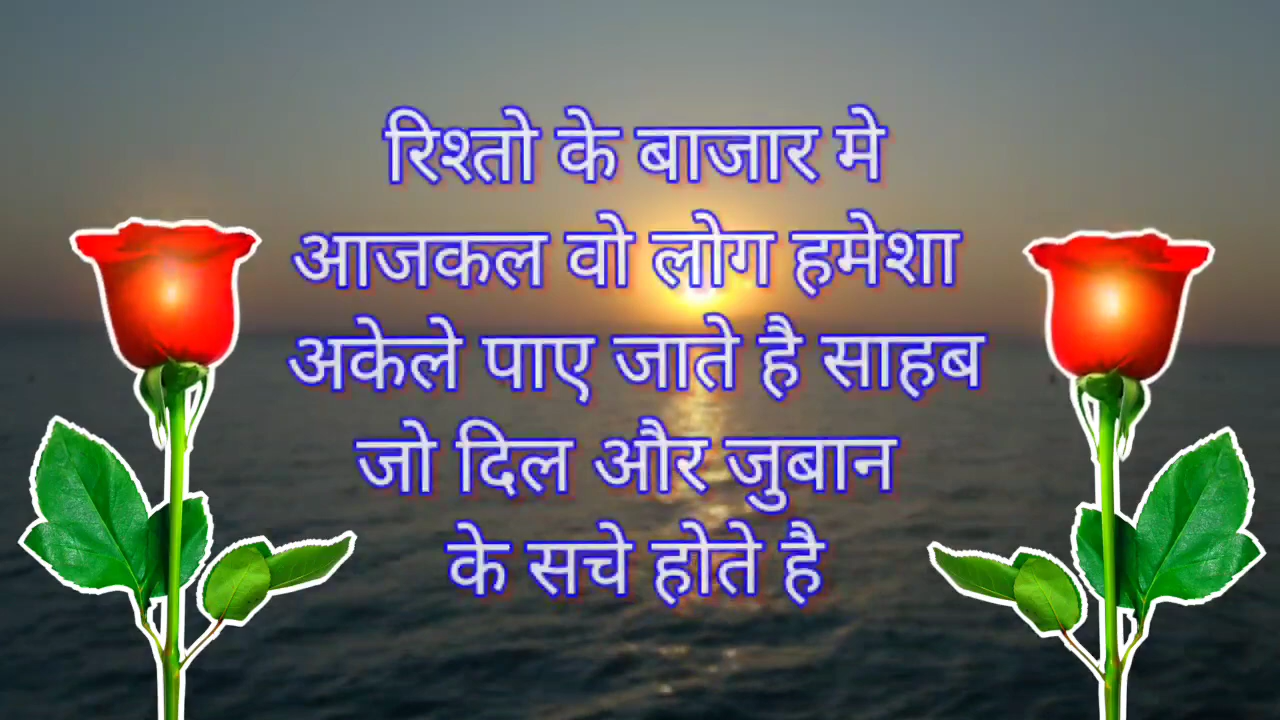 रिश्तो के बाजार मे
आजकल वो लोग हमेशा
अकेले पाए जाते है साहब
जो दिल और जुबान
के सचे होते है